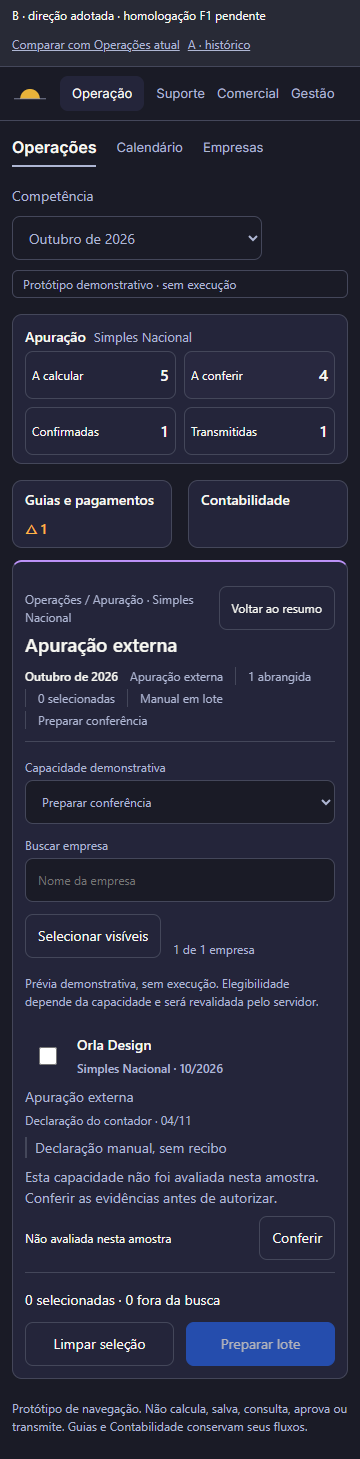 B · direção adotada · homologação F1 pendente
Comparar com Operações atual A · histórico
Operação Suporte Comercial Gestão
Operações Calendário Empresas
Competência
Outubro de 2026
Protótipo demonstrativo · sem execução
Apuração Simples Nacional
A calcular 5 A conferir 4
Confirmadas 1 Transmitidas 1
Guias e pagamentos Contabilidade
△ 1
Operações / Apuração · Simples
Nacional
Voltar ao resumo
Apuração externa
Outubro de 2026 Apuração externa 1 abrangida
0 selecionadas Manual em lote
Preparar conferência
Capacidade demonstrativa
Preparar conferência
Buscar empresa
Nome da empresa
Selecionar visíveis 1 de 1 empresa
Prévia demonstrativa, sem execução. Elegibilidade
depende da capacidade e será revalidada pelo servidor.
Orla Design
Simples Nacional · 10/2026
Apuração externa
Declaração do contador · 04/11
Declaração manual, sem recibo
Esta capacidade não foi avaliada nesta amostra.
Conferir as evidências antes de autorizar.
Não avaliada nesta amostra Conferir
0 selecionadas · 0 fora da busca
Limpar seleção Preparar lote
Protótipo de navegação. Não calcula, salva, consulta, aprova ou
transmite. Guias e Contabilidade conservam seus fluxos.